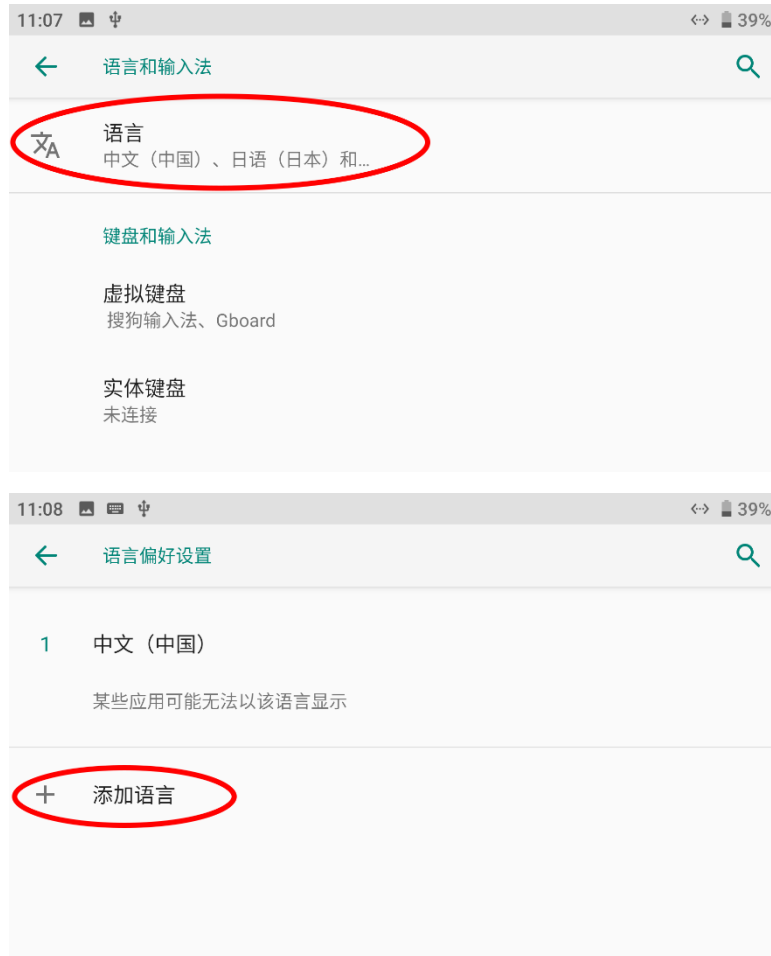 11:07
39%
语言和输入法
语言
中文（中国）、日语（日本）和...
键盘和输入法
虚拟键盘
搜狗输入法、Gboard
实体键盘
未连接
11:08
39%
语言偏好设置
1 中文（中国）
某些应用可能无法以该语言显示
+ 添加语言